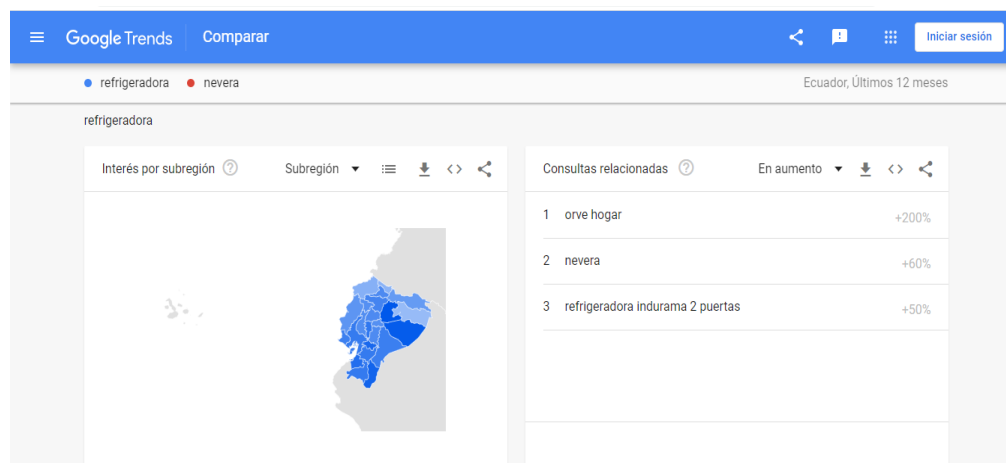 Google Trends Comparar Iniciar sesión
refrigeradora nevera Ecuador, Últimos 12 meses
refrigeradora
Interés por subregión Subregión
Consultas relacionadas En aumento
1 orve hogar +200%
2 nevera +60%
3 refrigeradora indurama 2 puertas +50%